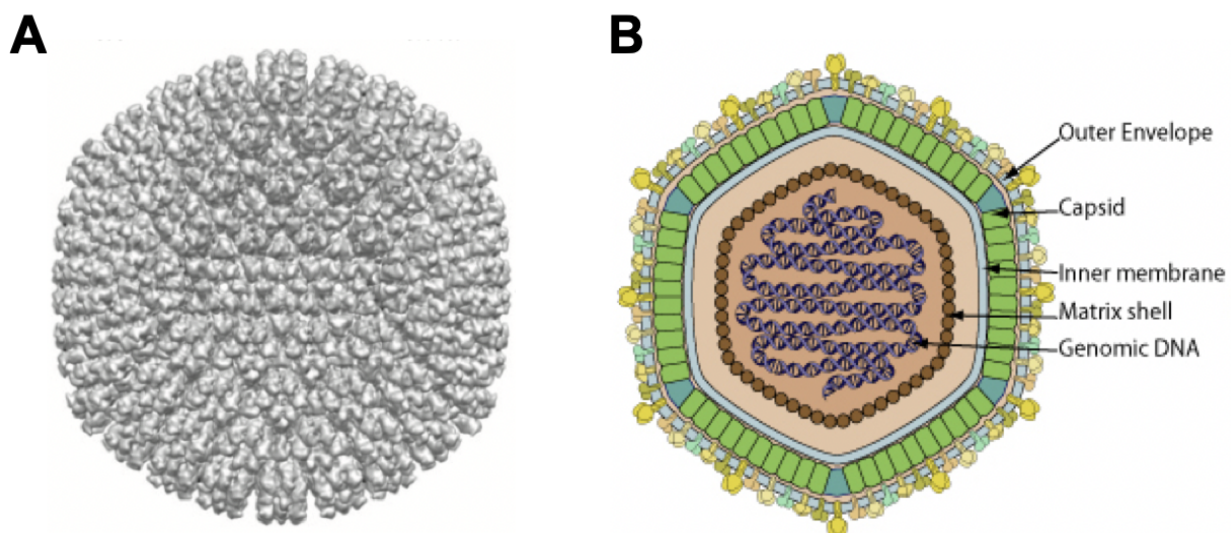 A
B
Outer Envelope
Capsid
Inner membrane
Matrix shell
Genomic DNA